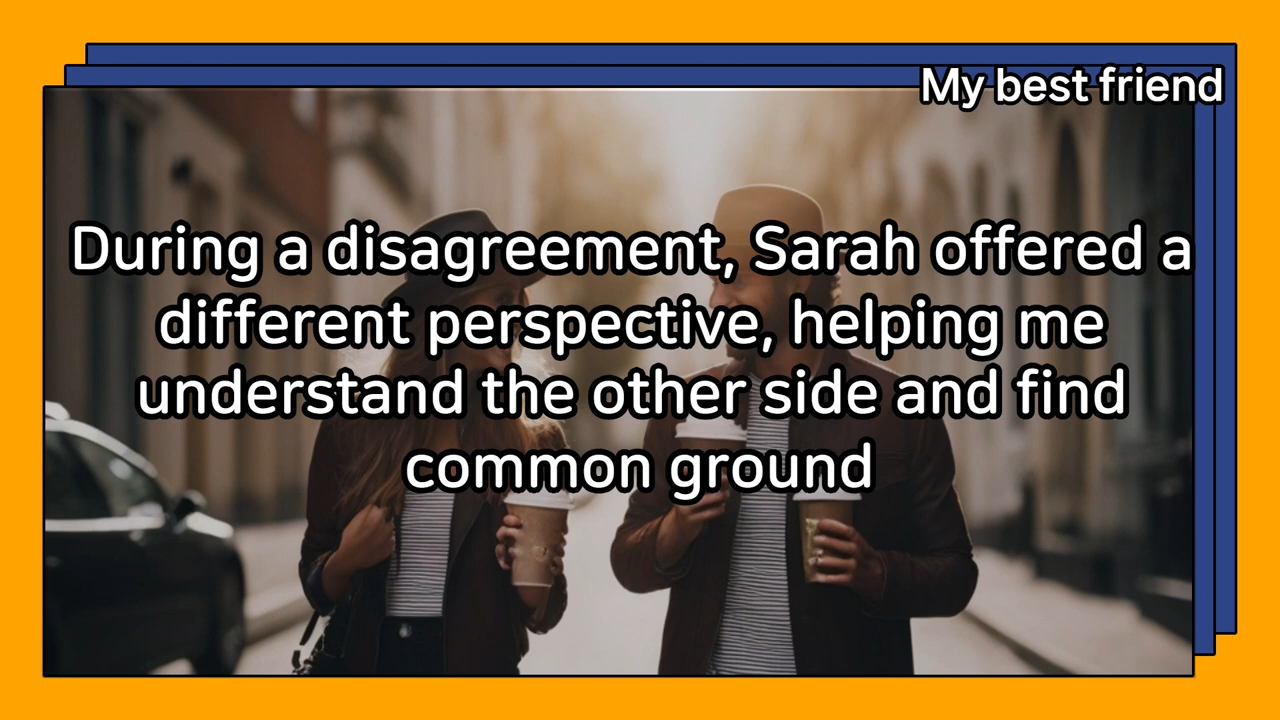 My best friend
During a disagreement, Sarah offered a
different perspective, helping me
understand the other side and find
common ground